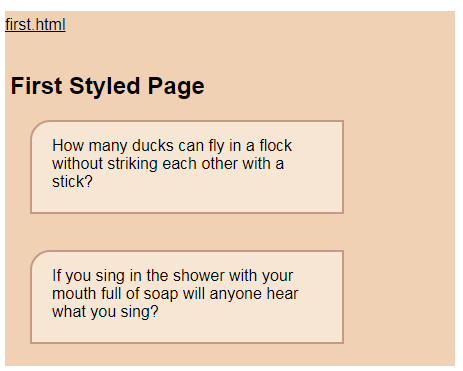 first.html
First Styled Page
How many ducks can fly in a flock
without striking each other with a
stick?
If you sing in the shower with your
mouth full of soap will anyone hear
what you sing?